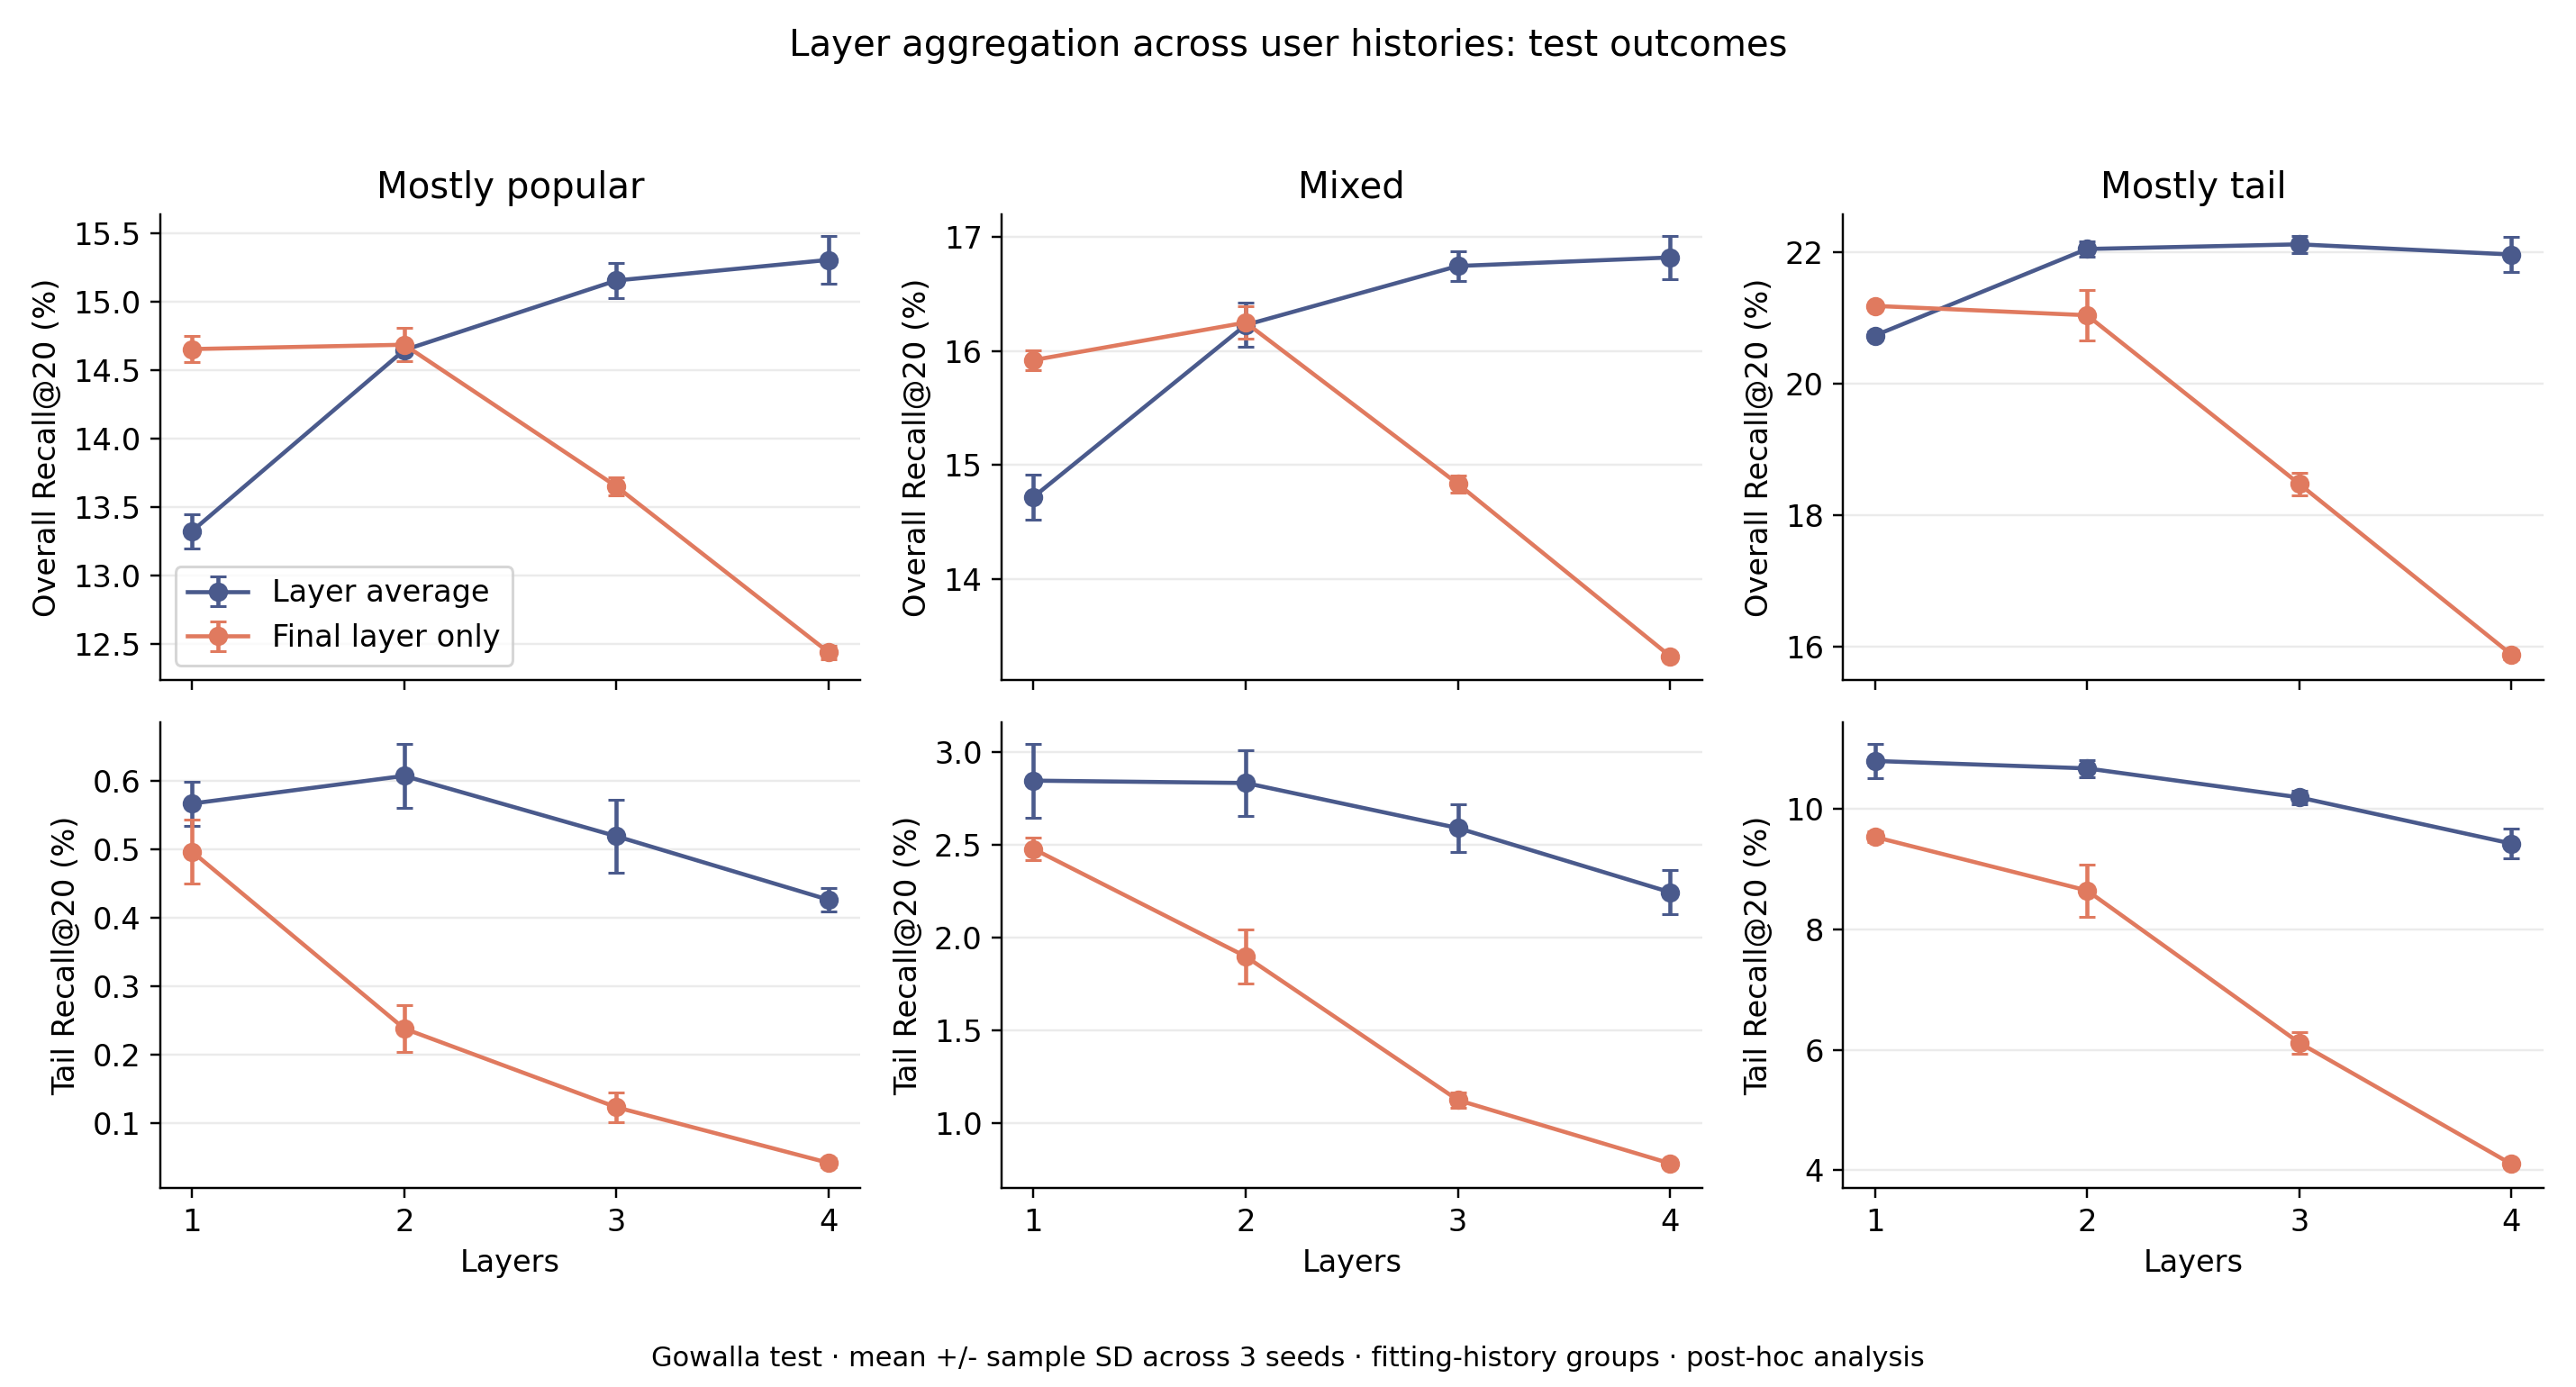 Layer aggregation across user histories: test outcomes
Mostly popular
Mixed
Mostly tail
Overall Recall@20 (%)
15.5
15.0
14.5
14.0
13.5
13.0
12.5
Layer average
Final layer only
Overall Recall@20 (%)
17
16
15
14
Overall Recall@20 (%)
22
20
18
16
Tail Recall@20 (%)
0.6
0.5
0.4
0.3
0.2
0.1
1
2
3
4
Layers
Tail Recall@20 (%)
3.0
2.5
2.0
1.5
1.0
1
2
3
4
Layers
Tail Recall@20 (%)
10
8
6
4
1
2
3
4
Layers
Gowalla test · mean +/- sample SD across 3 seeds · fitting-history groups · post-hoc analysis